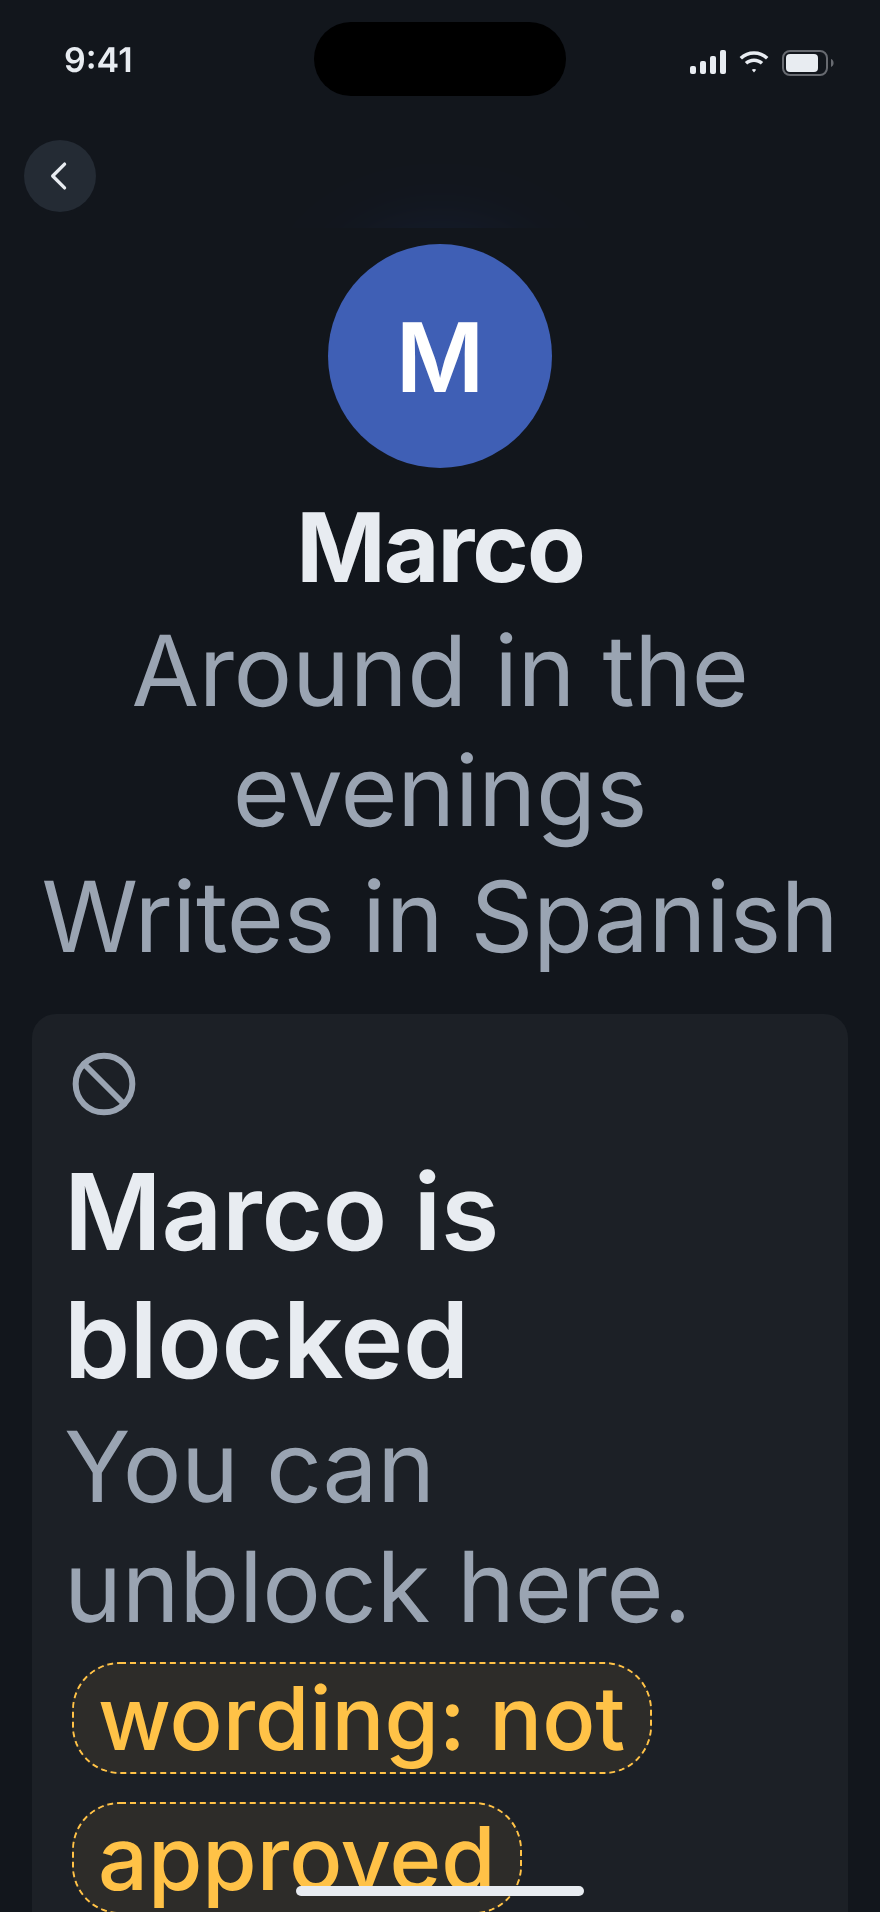 9:41
M
Marco
Around in the
evenings
Writes in Spanish
Marco is
blocked
You can
unblock here.
wording: not
approved